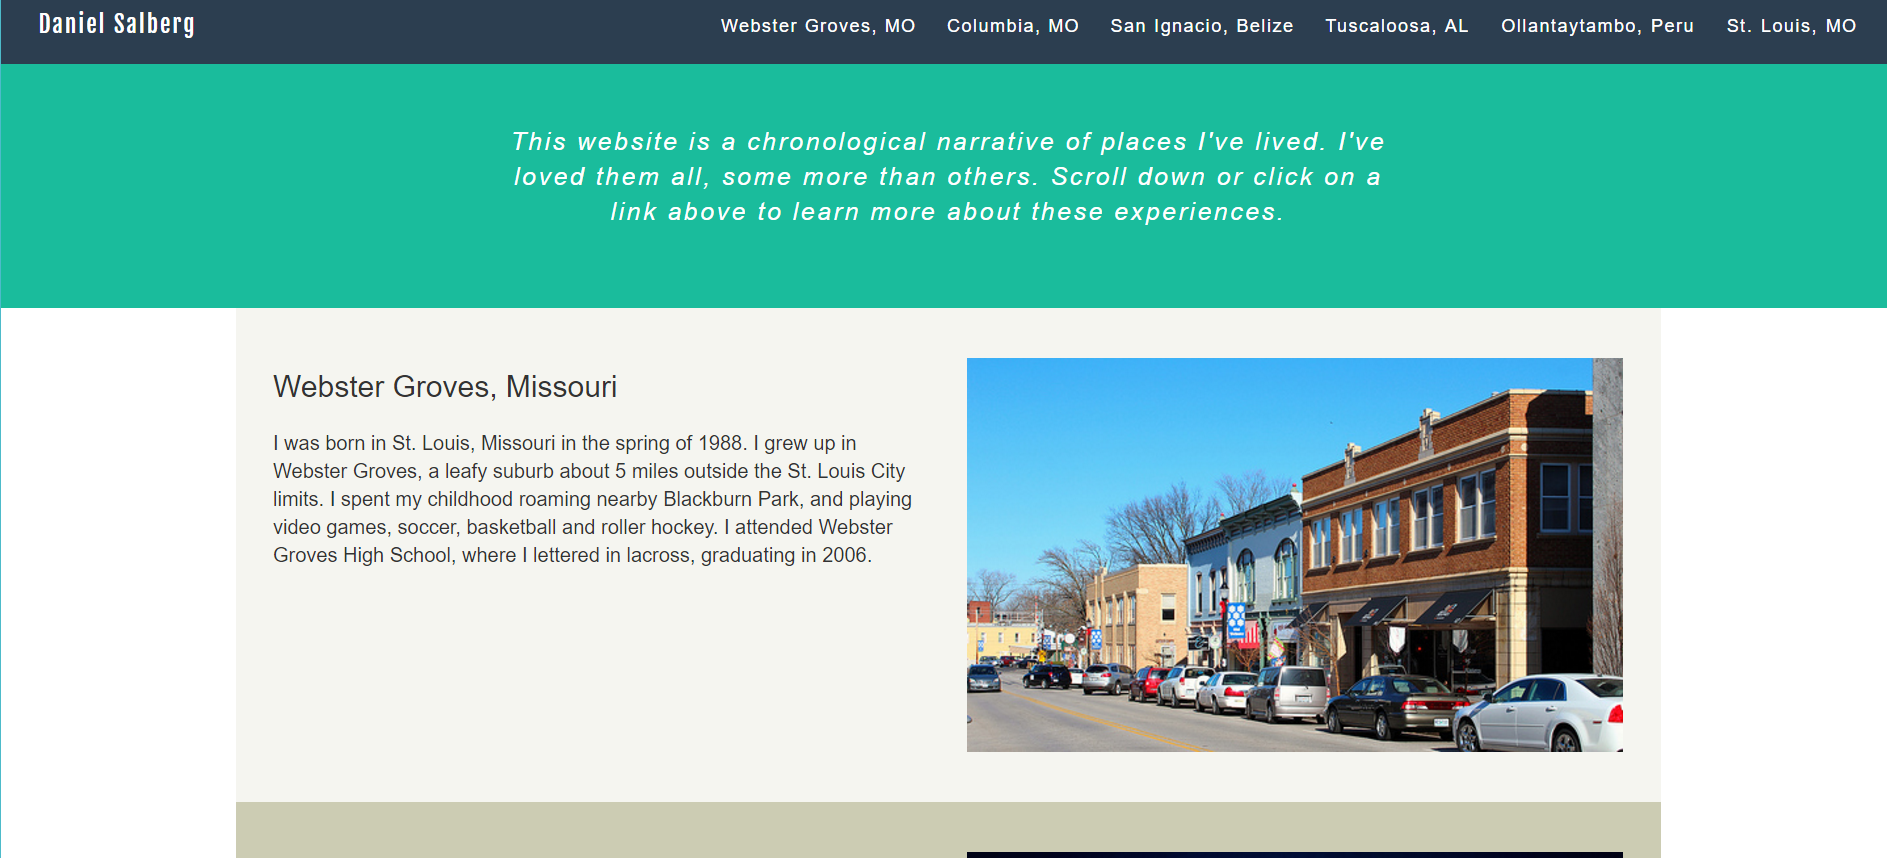 Daniel Salberg
Webster Groves, MO
Columbia, MO
San Ignacio, Belize
Tuscaloosa, AL
Ollantaytambo, Peru
St. Louis, MO
This website is a chronological narrative of places I've lived. I've
loved them all, some more than others. Scroll down or click on a
link above to learn more about these experiences.
Webster Groves, Missouri
I was born in St. Louis, Missouri in the spring of 1988. I grew up in
Webster Groves, a leafy suburb about 5 miles outside the St. Louis City
limits. I spent my childhood roaming nearby Blackburn Park, and playing
video games, soccer, basketball and roller hockey. I attended Webster
Groves High School, where I lettered in lacross, graduating in 2006.